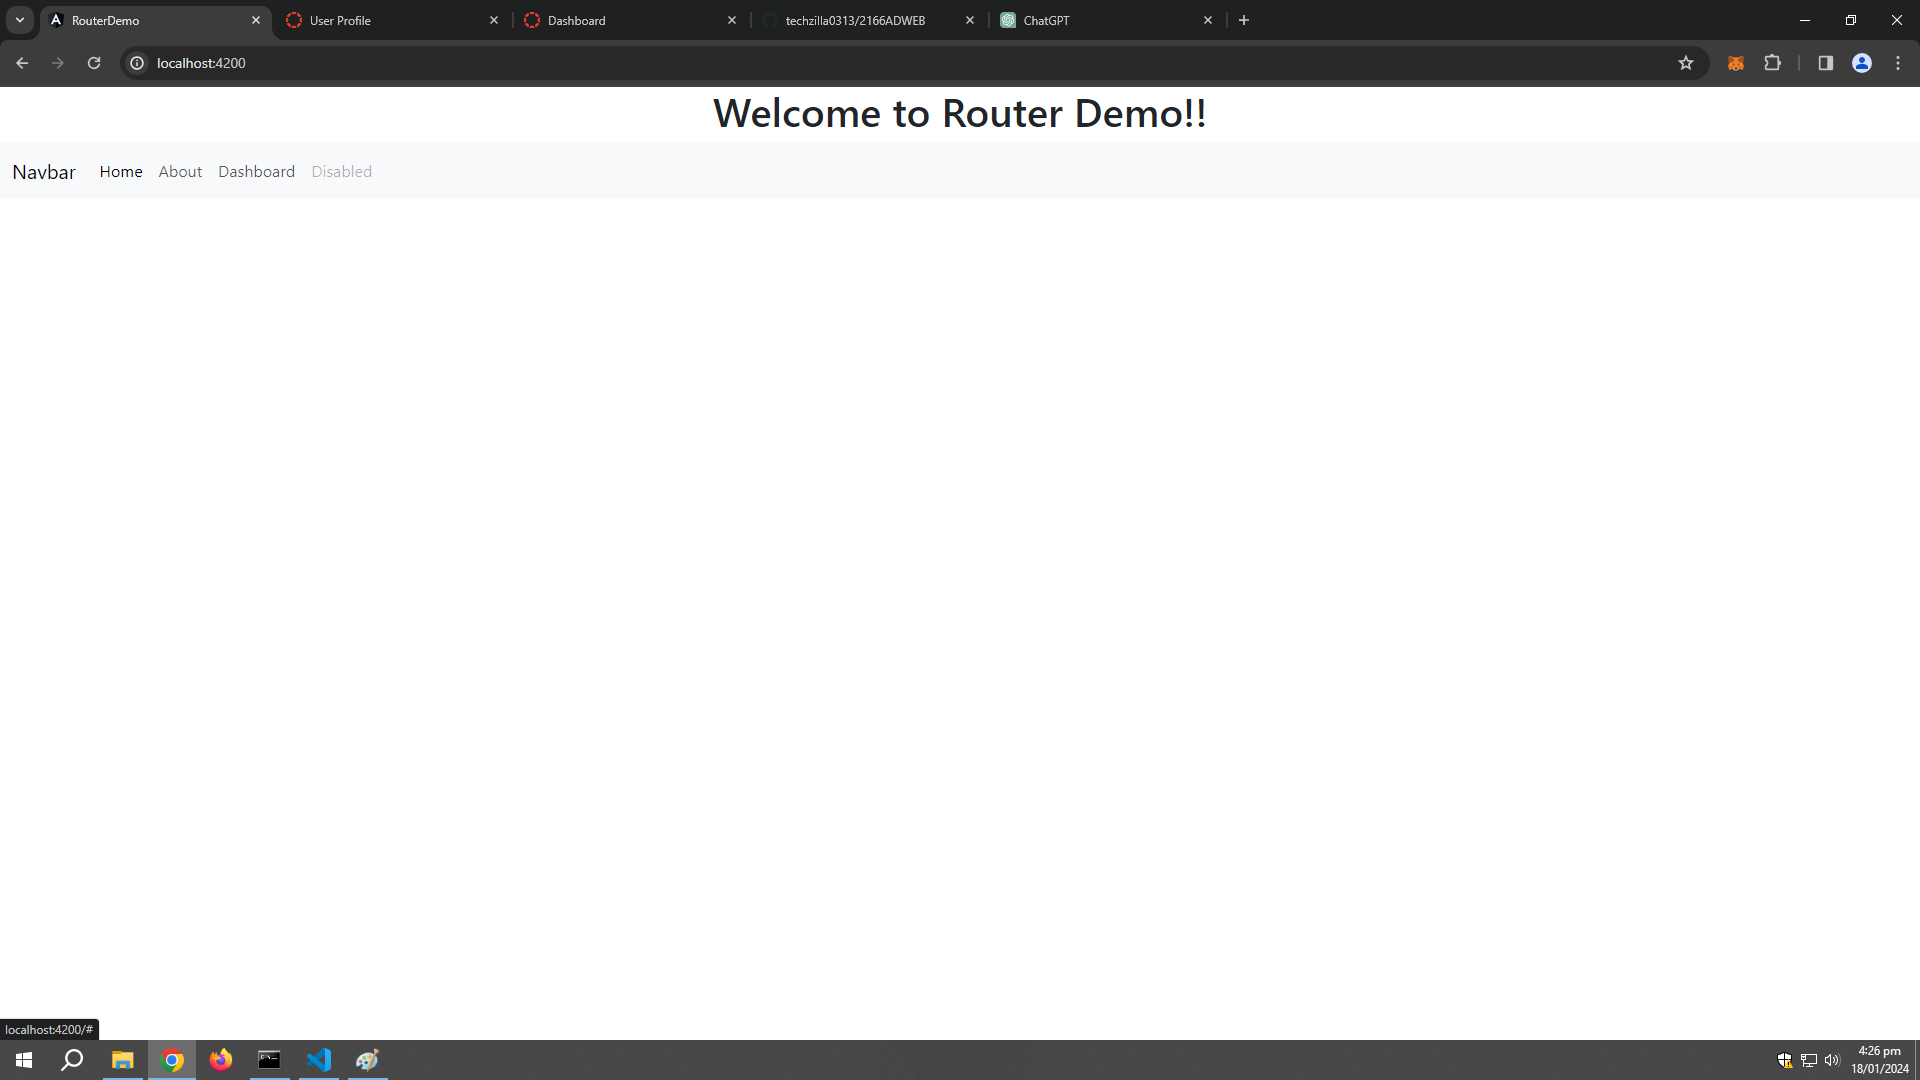 RouterDemo
User Profile
Dashboard
techzilla0313/2166ADWEB
ChatGPT
localhost:4200
Welcome to Router Demo!!
Navbar Home About Dashboard Disabled
localhost:4200/#
4:26 pm
18/01/2024